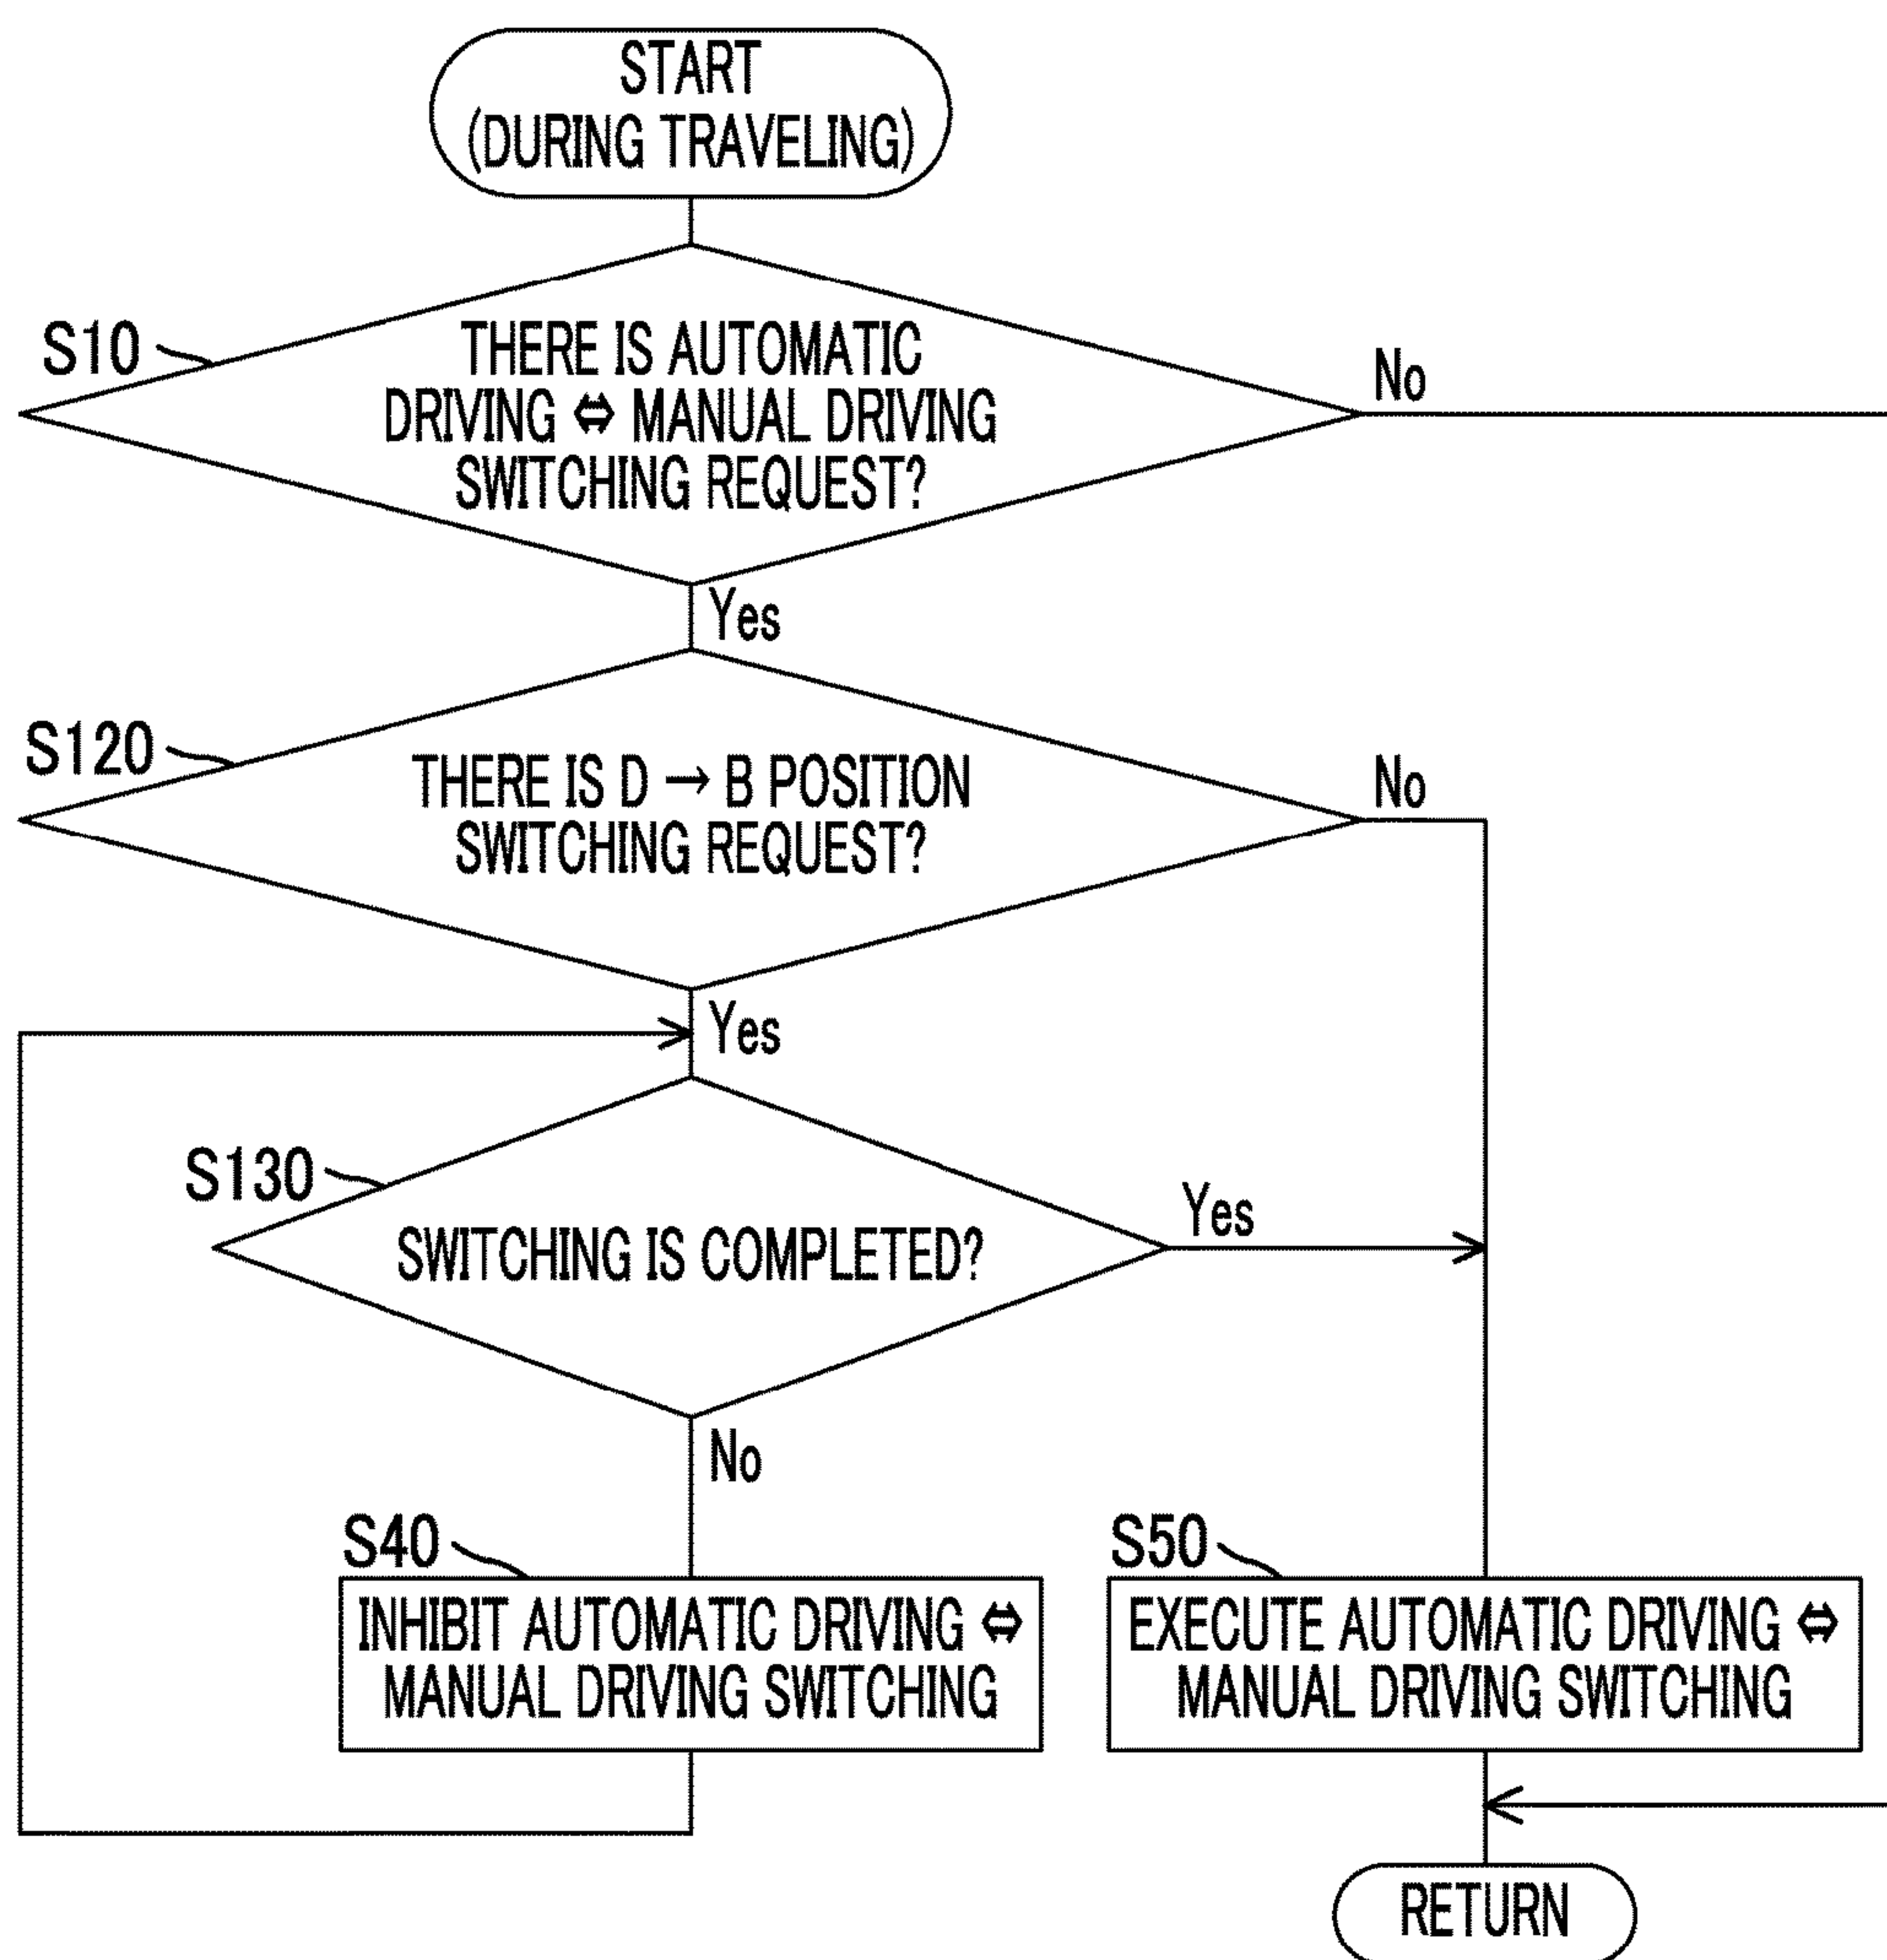 START
(DURING TRAVELING)
S10
THERE IS AUTOMATIC
DRIVING ⇔ MANUAL DRIVING
SWITCHING REQUEST?
No
Yes
S120
THERE IS D → B POSITION
SWITCHING REQUEST?
No
Yes
S130
SWITCHING IS COMPLETED?
Yes
No
S40
INHIBIT AUTOMATIC DRIVING ⇔
MANUAL DRIVING SWITCHING
S50
EXECUTE AUTOMATIC DRIVING ⇔
MANUAL DRIVING SWITCHING
RETURN